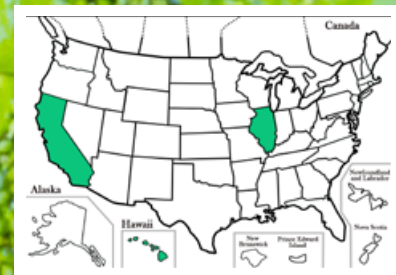 Canada
Alaska
Hawaii
New
Brunswick
Prince Edward
Island
Newfoundland
and Labrador
Nova Scotia